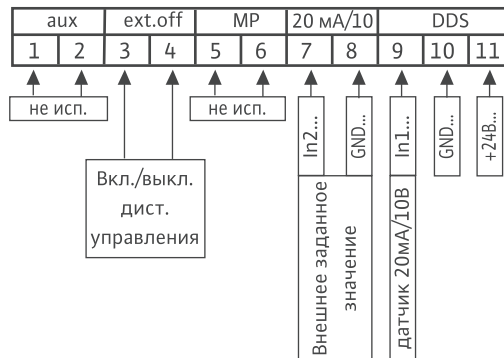 aux ext.off MP 20 мА/10 DDS
1 2 3 4 5 6 7 8 9 10 11
не исп.
не исп.
In2...
GND...
In1...
GND...
+24В...
Вкл./выкл.
дист.
управления
Внешнее заданное
значение
датчик 20мА/10В